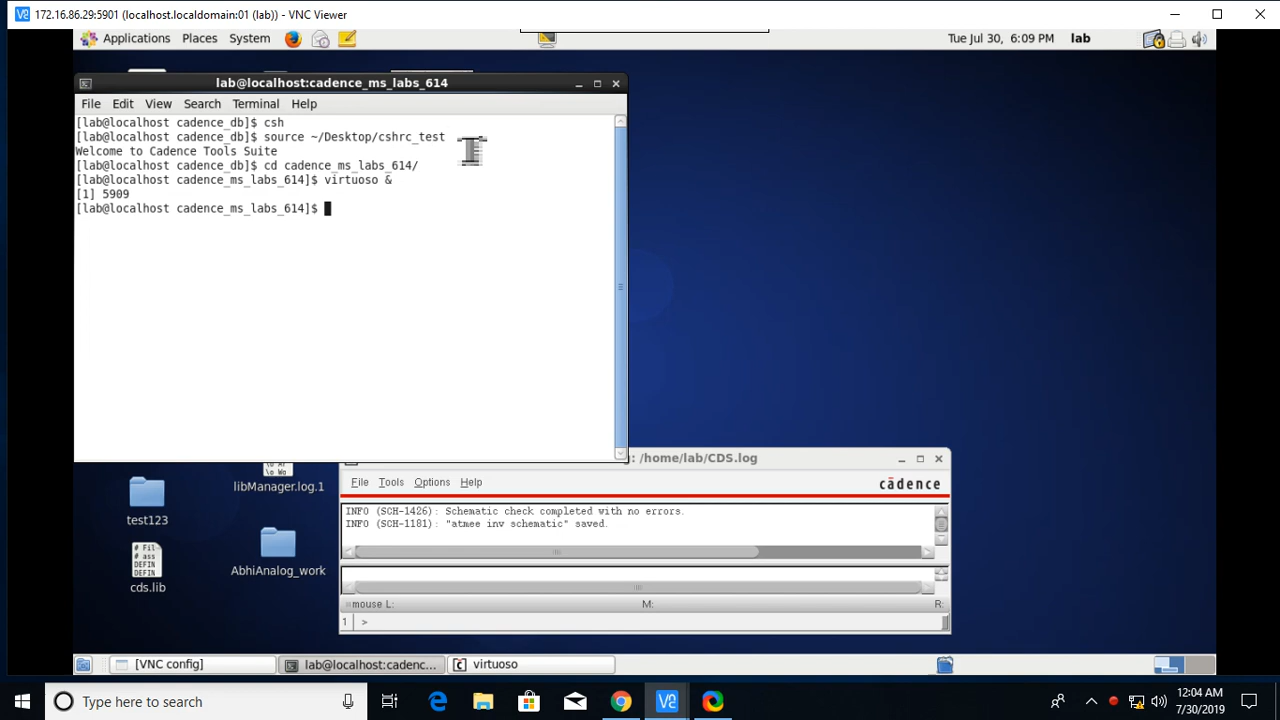 172.16.86.29:5901 (localhost.localdomain:01 (lab)) - VNC Viewer
Applications Places System
Tue Jul 30, 6:09 PM lab
lab@localhost:cadence_ms_labs_614
File Edit View Search Terminal Help
[lab@localhost cadence_db]$ csh
[lab@localhost cadence_db]$ source ~/Desktop/cshrc_test
Welcome to Cadence Tools Suite
[lab@localhost cadence_db]$ cd cadence_ms_labs_614/
[lab@localhost cadence_ms_labs_614]$ virtuoso &
[1] 5909
[lab@localhost cadence_ms_labs_614]$
libManager.log.1
test123
AbhiAnalog_work
# Fil
# ass
DEFIN
DEFIN
cds.lib
: /home/lab/CDS.log
File Tools Options Help
cādence
INFO (SCH-1426): Schematic check completed with no errors.
INFO (SCH-1181): "atmee inv schematic" saved.
mouse L: M: R:
1 >
[VNC config]
lab@localhost:cadenc...
virtuoso
Type here to search
12:04 AM
7/30/2019